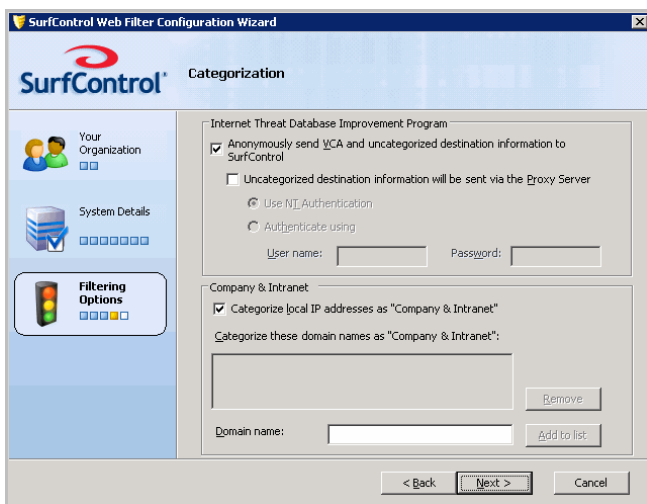 SurfControl Web Filter Configuration Wizard
SurfControl
Categorization
Your
Organization
System Details
Filtering
Options
Internet Threat Database Improvement Program
Anonymously send VCA and uncategorized destination information to
SurfControl
Uncategorized destination information will be sent via the Proxy Server
Use NT Authentication
Authenticate using
User name:
Password:
Company & Intranet
Categorize local IP addresses as "Company & Intranet"
Categorize these domain names as "Company & Intranet":
Remove
Domain name:
Add to list
< Back
Next >
Cancel